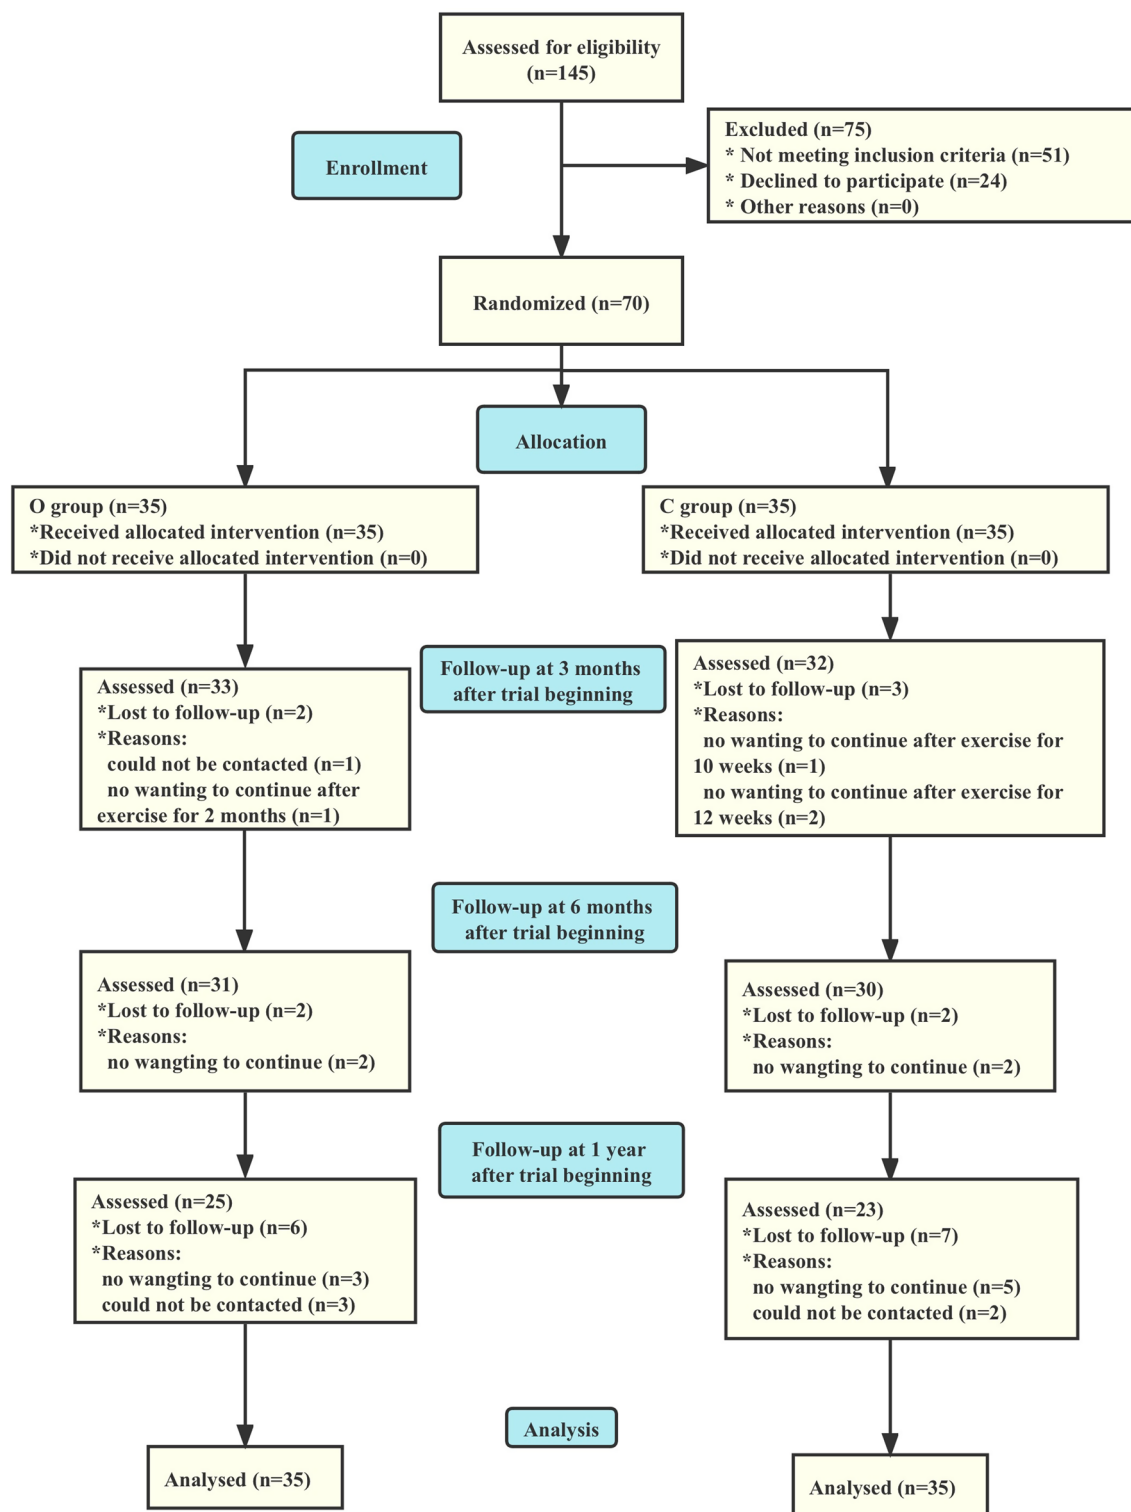 Assessed for eligibility
(n=145)
Excluded (n=75)
* Not meeting inclusion criteria (n=51)
* Declined to participate (n=24)
* Other reasons (n=0)
Enrollment
Randomized (n=70)
Allocation
O group (n=35)
*Received allocated intervention (n=35)
*Did not receive allocated intervention (n=0)
C group (n=35)
*Received allocated intervention (n=35)
*Did not receive allocated intervention (n=0)
Follow-up at 3 months
after trial beginning
Assessed (n=33)
*Lost to follow-up (n=2)
*Reasons:
could not be contacted (n=1)
no wanting to continue after
exercise for 2 months (n=1)
Assessed (n=32)
*Lost to follow-up (n=3)
*Reasons:
no wanting to continue after exercise for
10 weeks (n=1)
no wanting to continue after exercise for
12 weeks (n=2)
Follow-up at 6 months
after trial beginning
Assessed (n=31)
*Lost to follow-up (n=2)
*Reasons:
no wangting to continue (n=2)
Assessed (n=30)
*Lost to follow-up (n=2)
*Reasons:
no wangting to continue (n=2)
Follow-up at 1 year
after trial beginning
Assessed (n=25)
*Lost to follow-up (n=6)
*Reasons:
no wangting to continue (n=3)
could not be contacted (n=3)
Assessed (n=23)
*Lost to follow-up (n=7)
*Reasons:
no wangting to continue (n=5)
could not be contacted (n=2)
Analysis
Analysed (n=35)
Analysed (n=35)